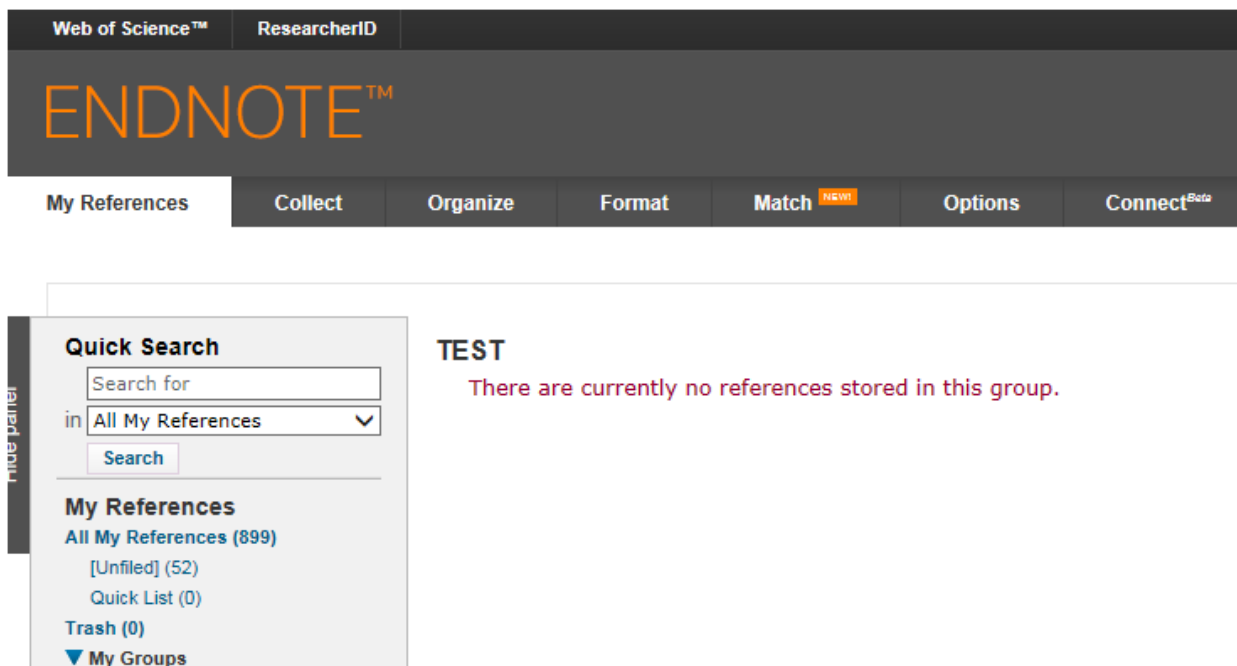 Web of Science™ ResearcherID
ENDNOTE™
My References Collect Organize Format Match NEW! Options Connect Beta
Hide panel
Quick Search
Search for
in All My References
Search
My References
All My References (899)
[Unfiled] (52)
Quick List (0)
Trash (0)
My Groups
TEST
There are currently no references stored in this group.